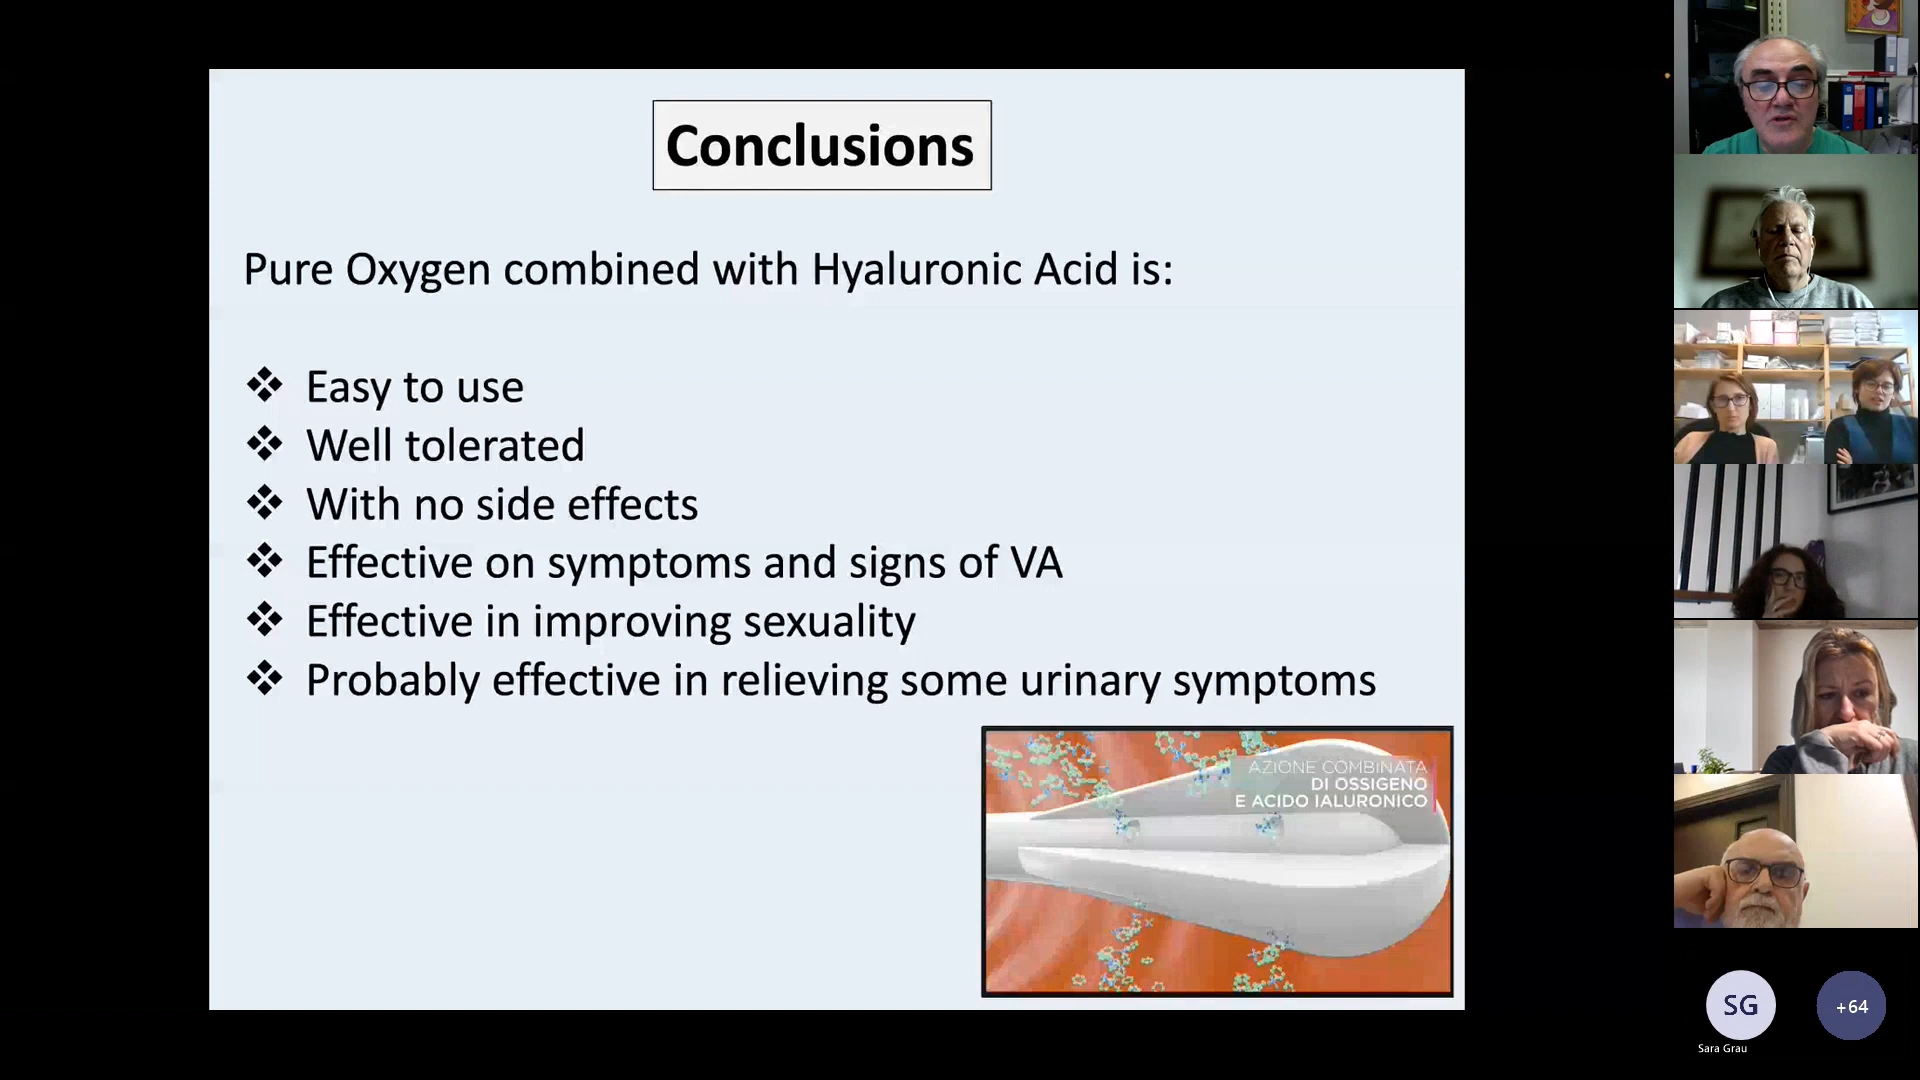 Conclusions
Pure Oxygen combined with Hyaluronic Acid is:
❖ Easy to use
❖ Well tolerated
❖ With no side effects
❖ Effective on symptoms and signs of VA
❖ Effective in improving sexuality
❖ Probably effective in relieving some urinary symptoms
AZIONE COMBINATA
DI OSSIGENO
E ACIDO IALURONICO
SG
+64
Sara Grau